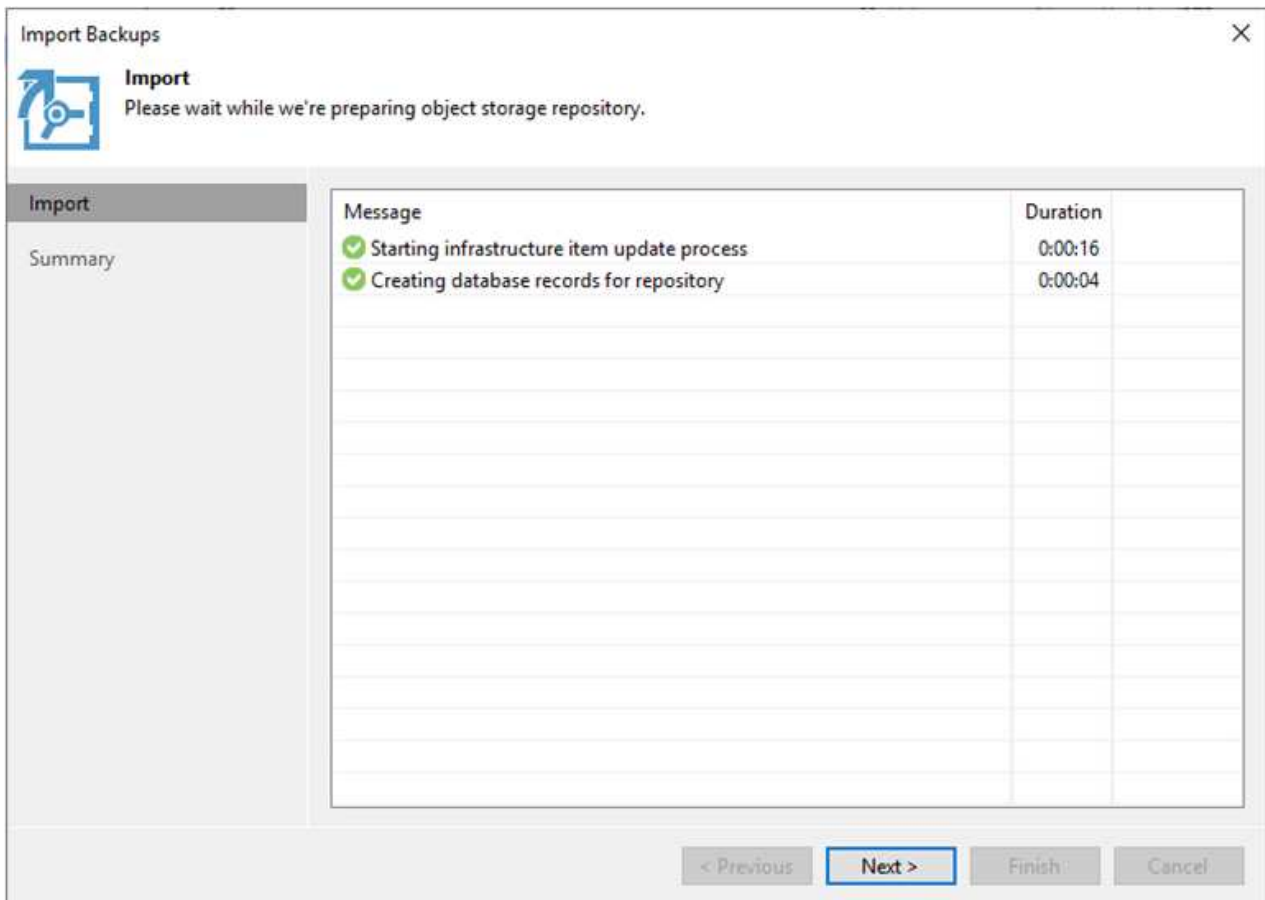 Import Backups
Import
Please wait while we're preparing object storage repository.
Import
Summary
Message Duration
Starting infrastructure item update process 0:00:16
Creating database records for repository 0:00:04
< Previous Next > Finish Cancel